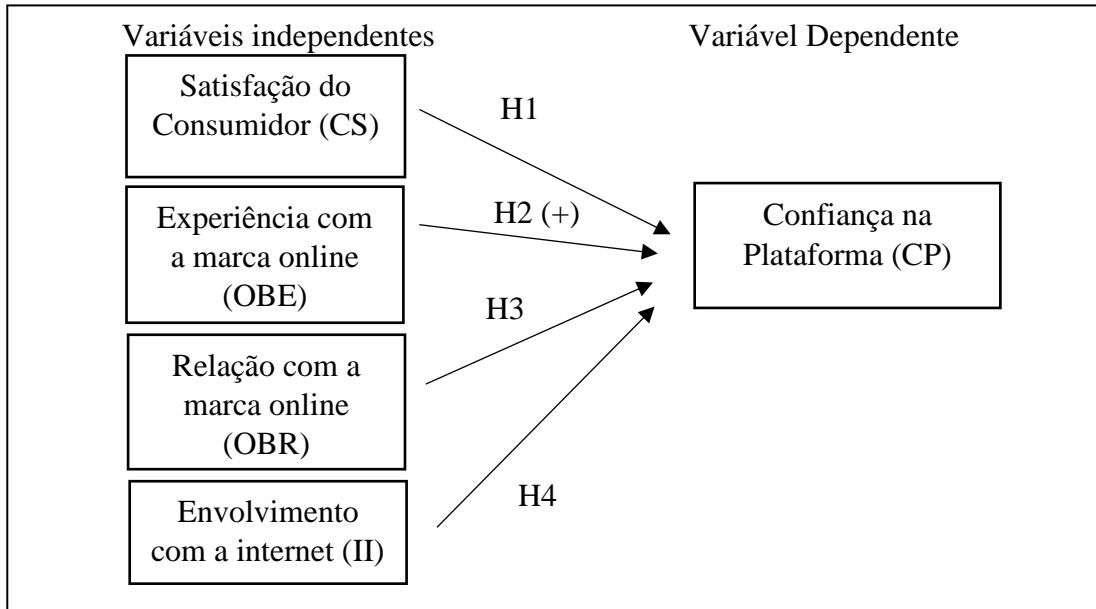 Variáveis independentes
Variável Dependente
Satisfação do
Consumidor (CS)
H1
Experiência com
a marca online
(OBE)
H2 (+)
Confiança na
Plataforma (CP)
H3
Relação com a
marca online
(OBR)
H4
Envolvimento
com a internet (II)